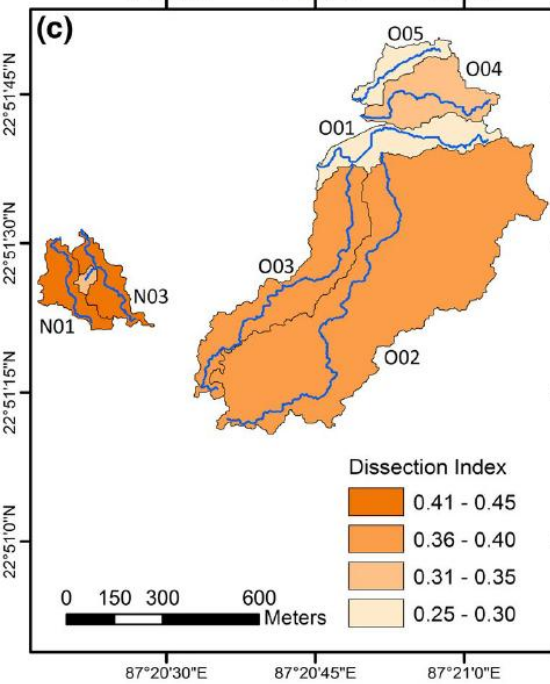 (c)
O05
O04
O01
O03
N03
N01
O02
22°51'45"N
22°51'30"N
22°51'15"N
22°51'0"N
Dissection Index
0.41 - 0.45
0.36 - 0.40
0.31 - 0.35
0.25 - 0.30
0 150 300 600
Meters
87°20'30"E 87°20'45"E 87°21'0"E